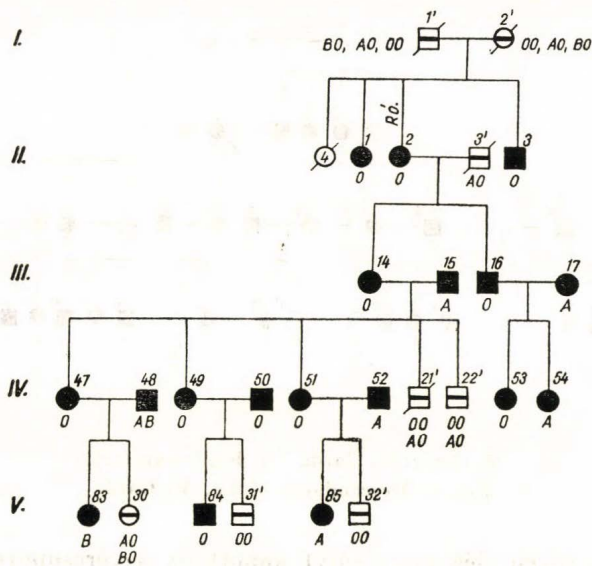 I. 1' 2'
BO, AO, OO OO, AO, BO
RÓ.
II. 4 1 2 3' 3
O O AO O
III. 14 15 16 17
O A O A
IV. 47 48 49 50 51 52 21' 22' 53 54
O AB O O O A OO OO O A
AO AO
V. 83 30 84 31' 85 32'
B AO O OO A OO
BO